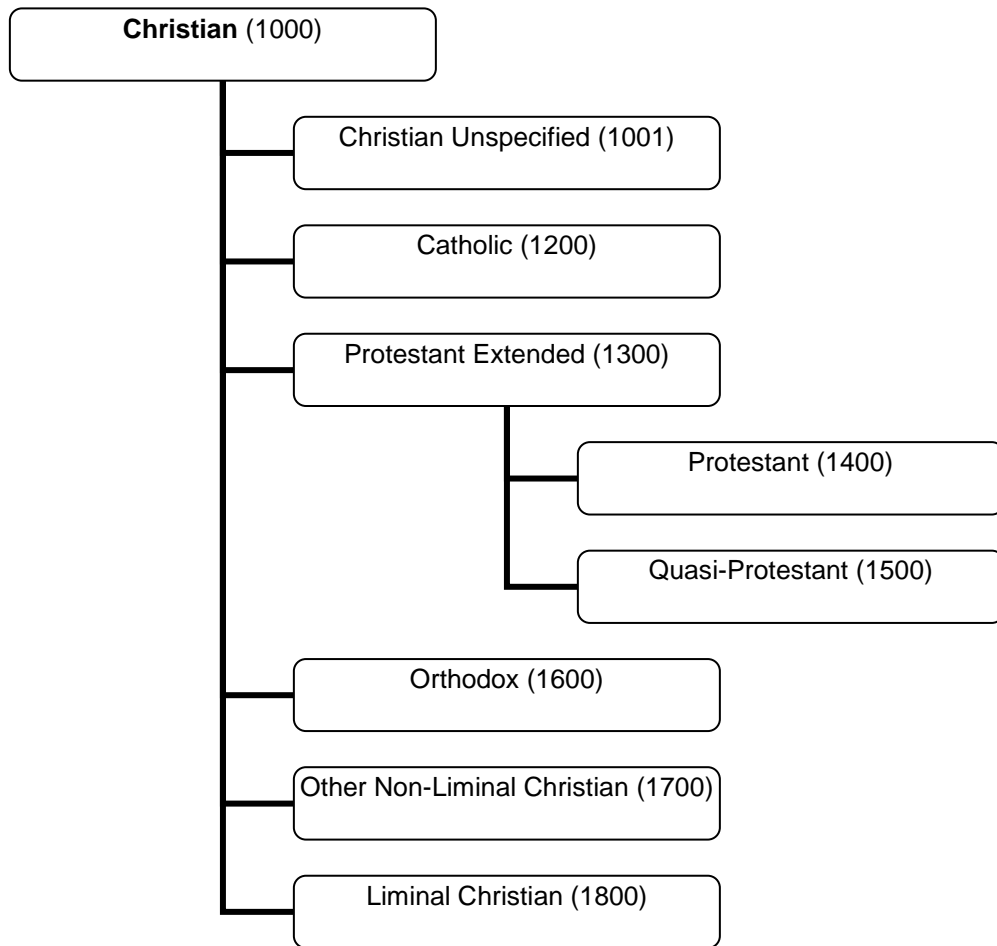 Christian (1000)
Christian Unspecified (1001)
Catholic (1200)
Protestant Extended (1300)
Protestant (1400)
Quasi-Protestant (1500)
Orthodox (1600)
Other Non-Liminal Christian (1700)
Liminal Christian (1800)